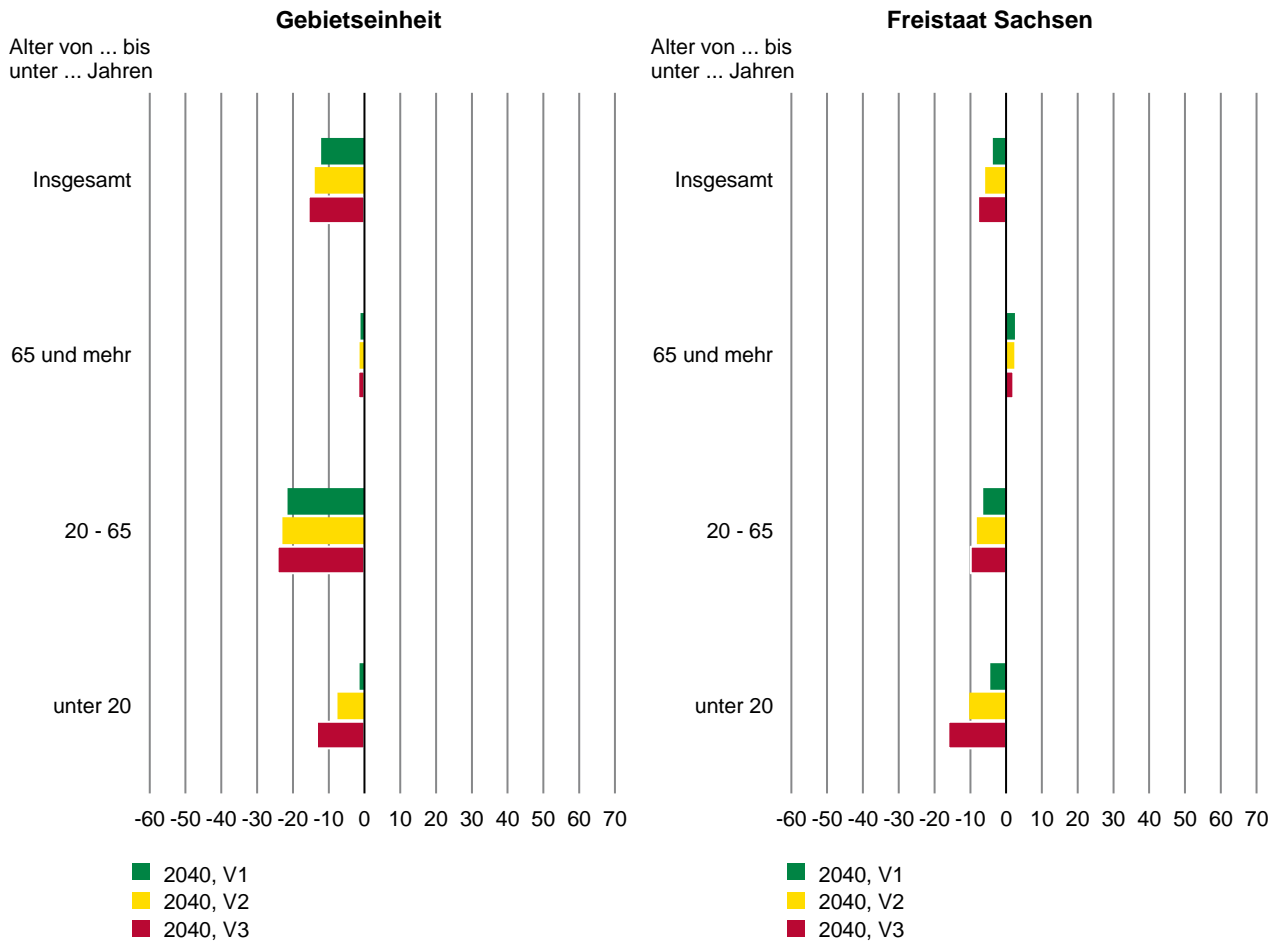 Gebietseinheit
Alter von ... bis
unter ... Jahren
Insgesamt
65 und mehr
20 - 65
unter 20
-60 -50 -40 -30 -20 -10 0 10 20 30 40 50 60 70
2040, V1
2040, V2
2040, V3
Freistaat Sachsen
Alter von ... bis
unter ... Jahren
Insgesamt
65 und mehr
20 - 65
unter 20
-60 -50 -40 -30 -20 -10 0 10 20 30 40 50 60 70
2040, V1
2040, V2
2040, V3